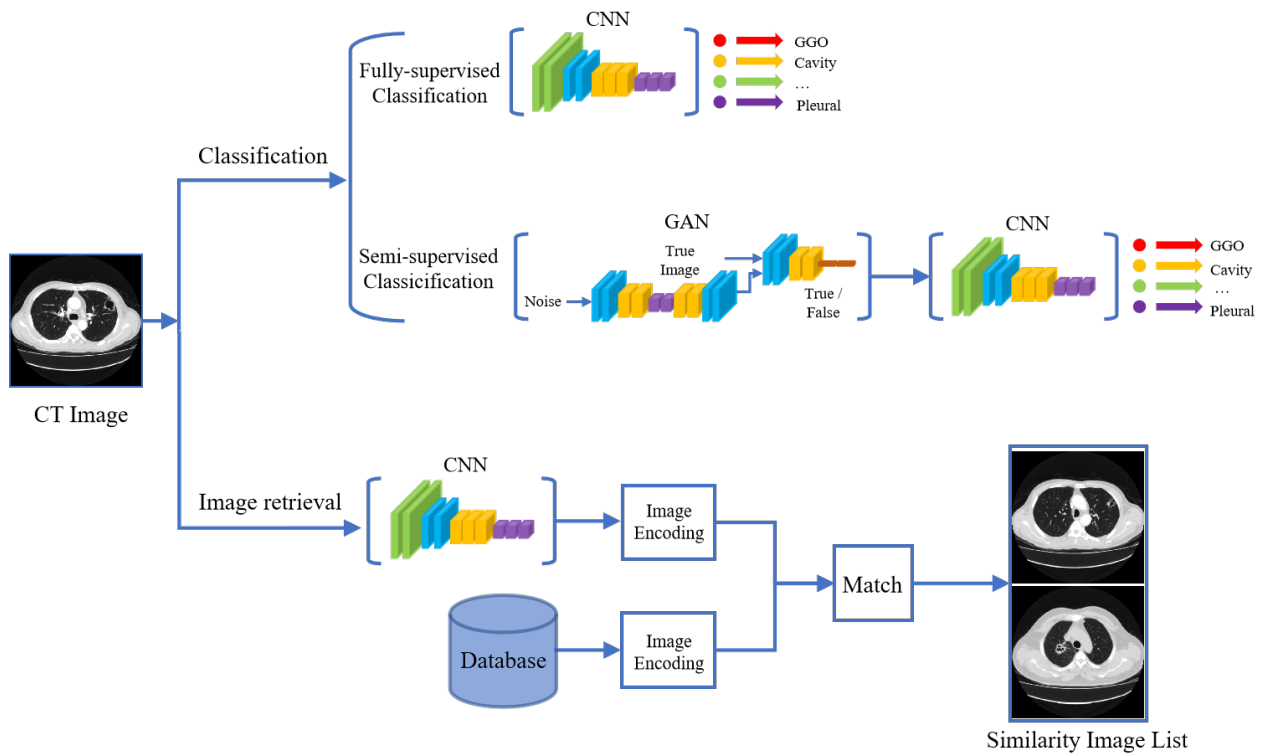 CNN
Fully-supervised
Classification
GGO
Cavity
...
Pleural
Classification
GAN
CNN
Semi-supervised
Classicification
True
Image
Noise
True /
False
GGO
Cavity
...
Pleural
CT Image
Image retrieval
CNN
Image
Encoding
Match
Database
Image
Encoding
Similarity Image List